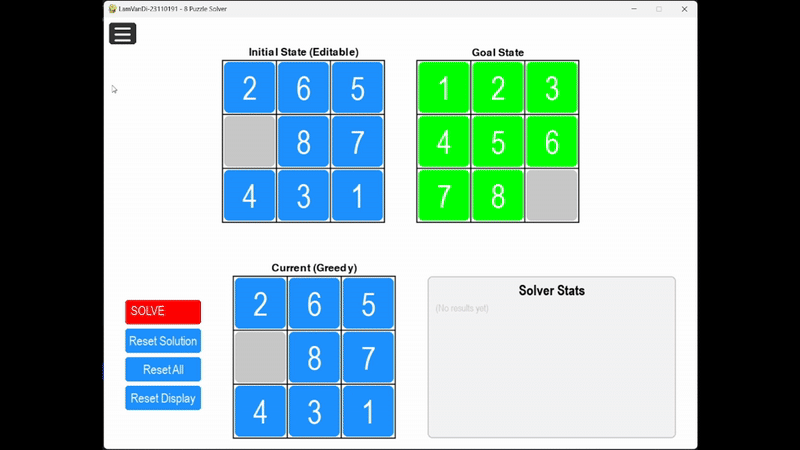 LamVanDi-23110191 - 8 Puzzle Solver
Initial State (Editable)
Goal State
2 6 5
1 2 3
8 7
4 5 6
4 3 1
7 8
Current (Greedy)
2 6 5
8 7
4 3 1
SOLVE
Reset Solution
Reset All
Reset Display
Solver Stats
(No results yet)